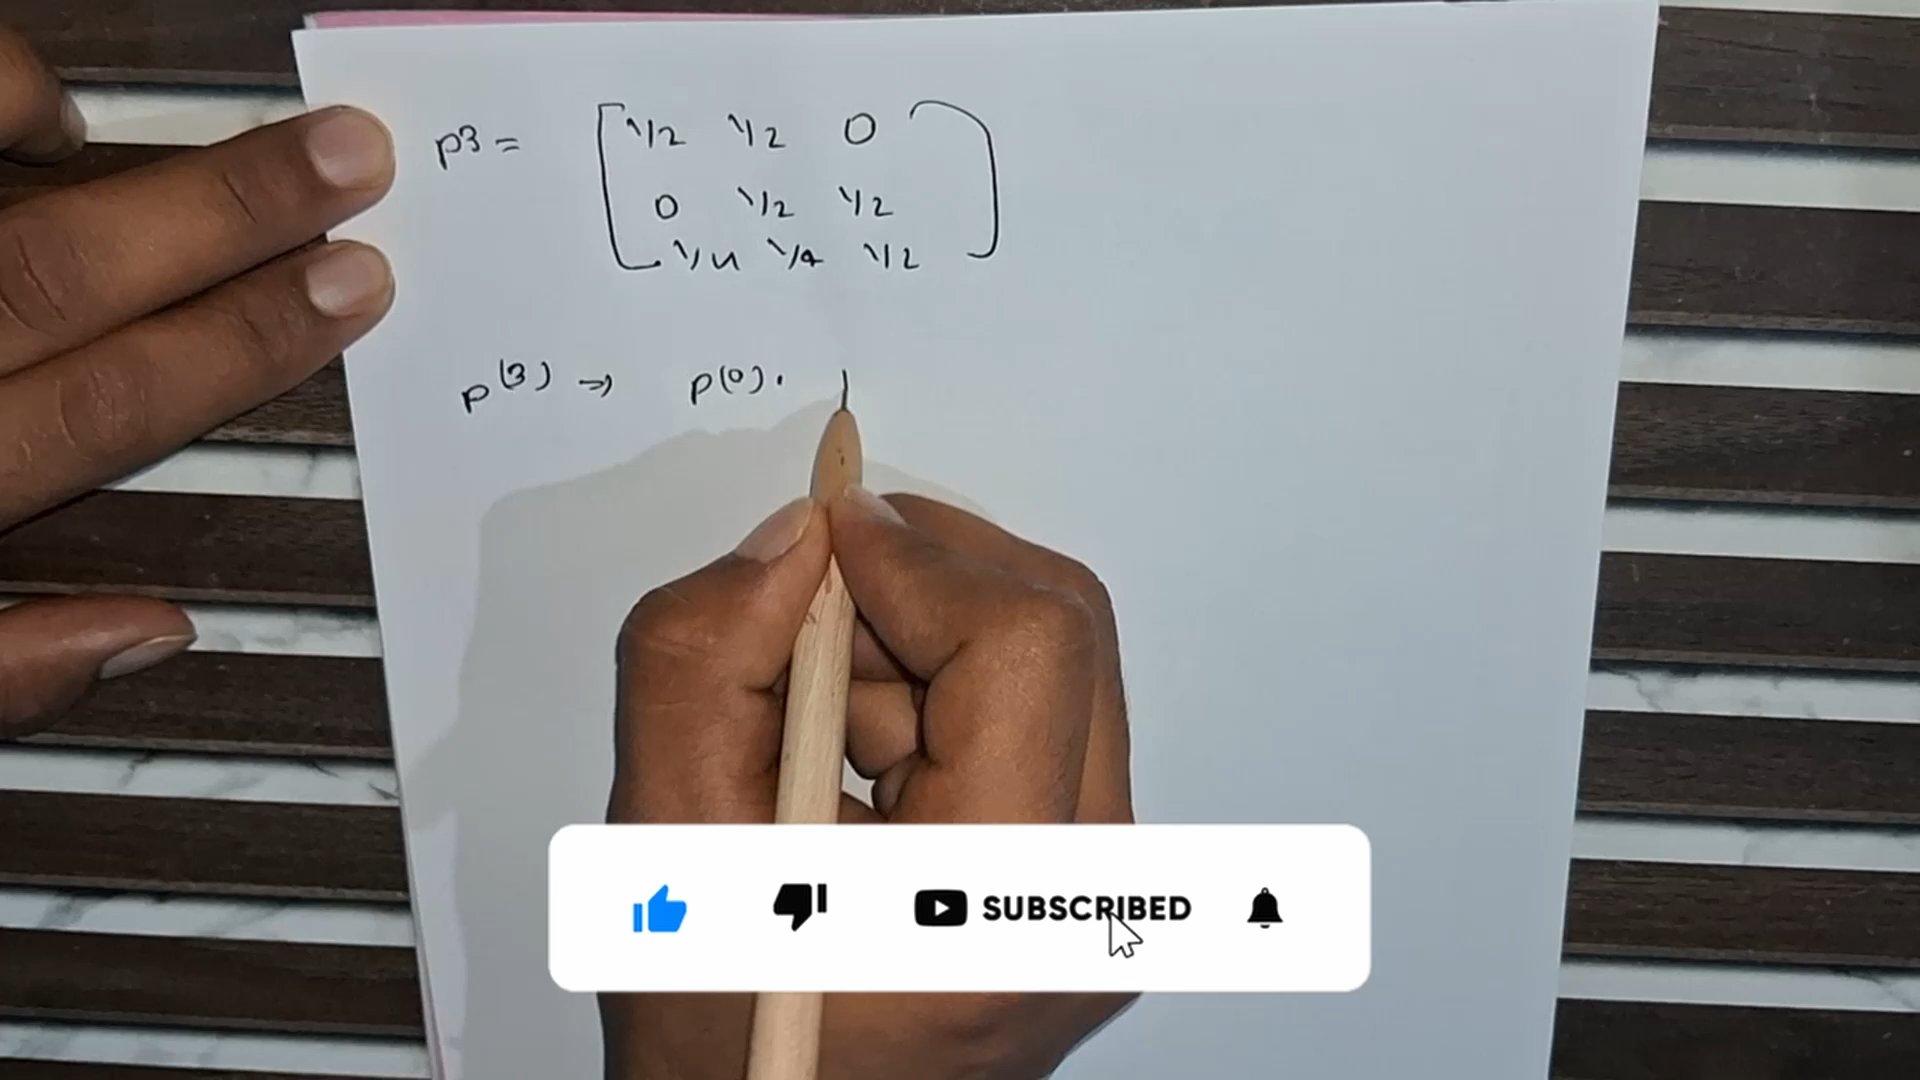 p3 = [ 1/2 1/2 0
0 1/2 1/2
1/4 1/4 1/2 ]
p(3) ⇒ p(0) .
SUBSCRIBED